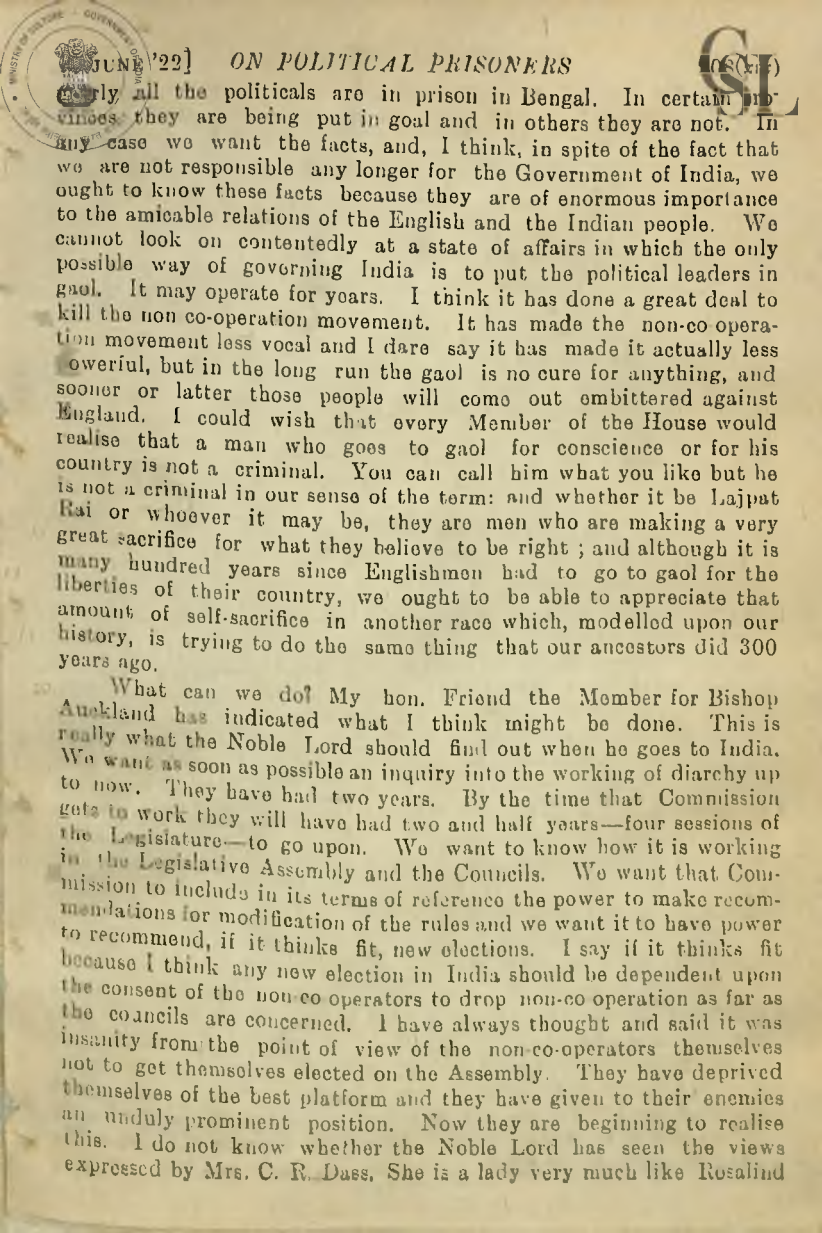 JUNE '22] ON POLITICAL PRISONERS
all the politicals are in prison in Bengal. In certain
they are being put in goal and in others they are not. In
any case we want the facts, and, I think, in spite of the fact that
we are not responsible any longer for the Government of India, we
ought to know these facts because they are of enormous importance
to the amicable relations of the English and the Indian people. We
cannot look on contentedly at a state of affairs in which the only
possible way of governing India is to put the political leaders in
gaol. It may operate for years. I think it has done a great deal to
kill the non co-operation movement. It has made the non-co opera-
tion movement less vocal and I dare say it has made it actually less
owerful, but in the long run the gaol is no cure for anything, and
sooner or latter those people will come out embittered against
England. I could wish that every Member of the House would
realise that a man who goes to gaol for conscience or for his
country is not a criminal. You can call him what you like but he
is not a criminal in our sense of the term: and whether it be Lajpat
Rai or whoever it may be, they are men who are making a very
great sacrifice for what they believe to be right ; and although it is
many hundred years since Englishmen had to go to gaol for the
liberties of their country, we ought to be able to appreciate that
amount of self-sacrifice in another race which, modelled upon our
history, is trying to do the same thing that our ancestors did 300
years ago.
What can we do? My hon. Friend the Member for Bishop
Auckland has indicated what I think might be done. This is
really what the Noble Lord should find out when he goes to India.
We want as soon as possible an inquiry into the working of diarchy up
to now. They have had two years. By the time that Commission
gets to work they will have had two and half years—four sessions of
the Legislature—to go upon. We want to know how it is working
in the Legislative Assembly and the Councils. We want that Com-
mission to include in its terms of reference the power to make recom-
mendations for modification of the rules and we want it to have power
to recommend, if it thinks fit, new elections. I say if it thinks fit
because I think any new election in India should be dependent upon
the consent of the non-co operators to drop non-co operation as far as
the councils are concerned. I have always thought and said it was
insanity from the point of view of the non-co-operators themselves
not to get themselves elected on the Assembly. They have deprived
themselves of the best platform and they have given to their enemies
an unduly prominent position. Now they are beginning to realise
this. I do not know whether the Noble Lord has seen the views
expressed by Mrs. C. R. Dass. She is a lady very much like Rosalind